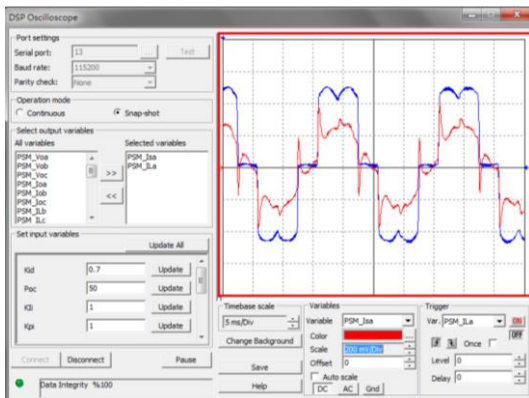 DSP Oscilloscope
Port settings
Serial port: 13 ... Test
Baud rate: 115200
Parity check: None
Operation mode
Continuous Snap-shot
Select output variables
All variables Selected variables
PSM_Voa
PSM_Vob
PSM_Voc
PSM_Ioa
PSM_Iob
PSM_Ioc
PSM_ILb
PSM_ILc
>>
<<
PSM_Isa
PSM_ILa
Set input variables
Update All
Kid 0.7 Update
Poc 50 Update
KIi 1 Update
Kpi 1 Update
Connect Disconnect Pause
Data Integrity %100
Timebase scale
5 ms/Div
Change Background
Save
Help
Variables
Variable PSM_Isa
Color ...
Scale 200 mV/Div
Offset 0
Auto scale
DC AC Gnd
Trigger
Var. PSM_ILa ON
OFF
Once
Level 0
Delay 0